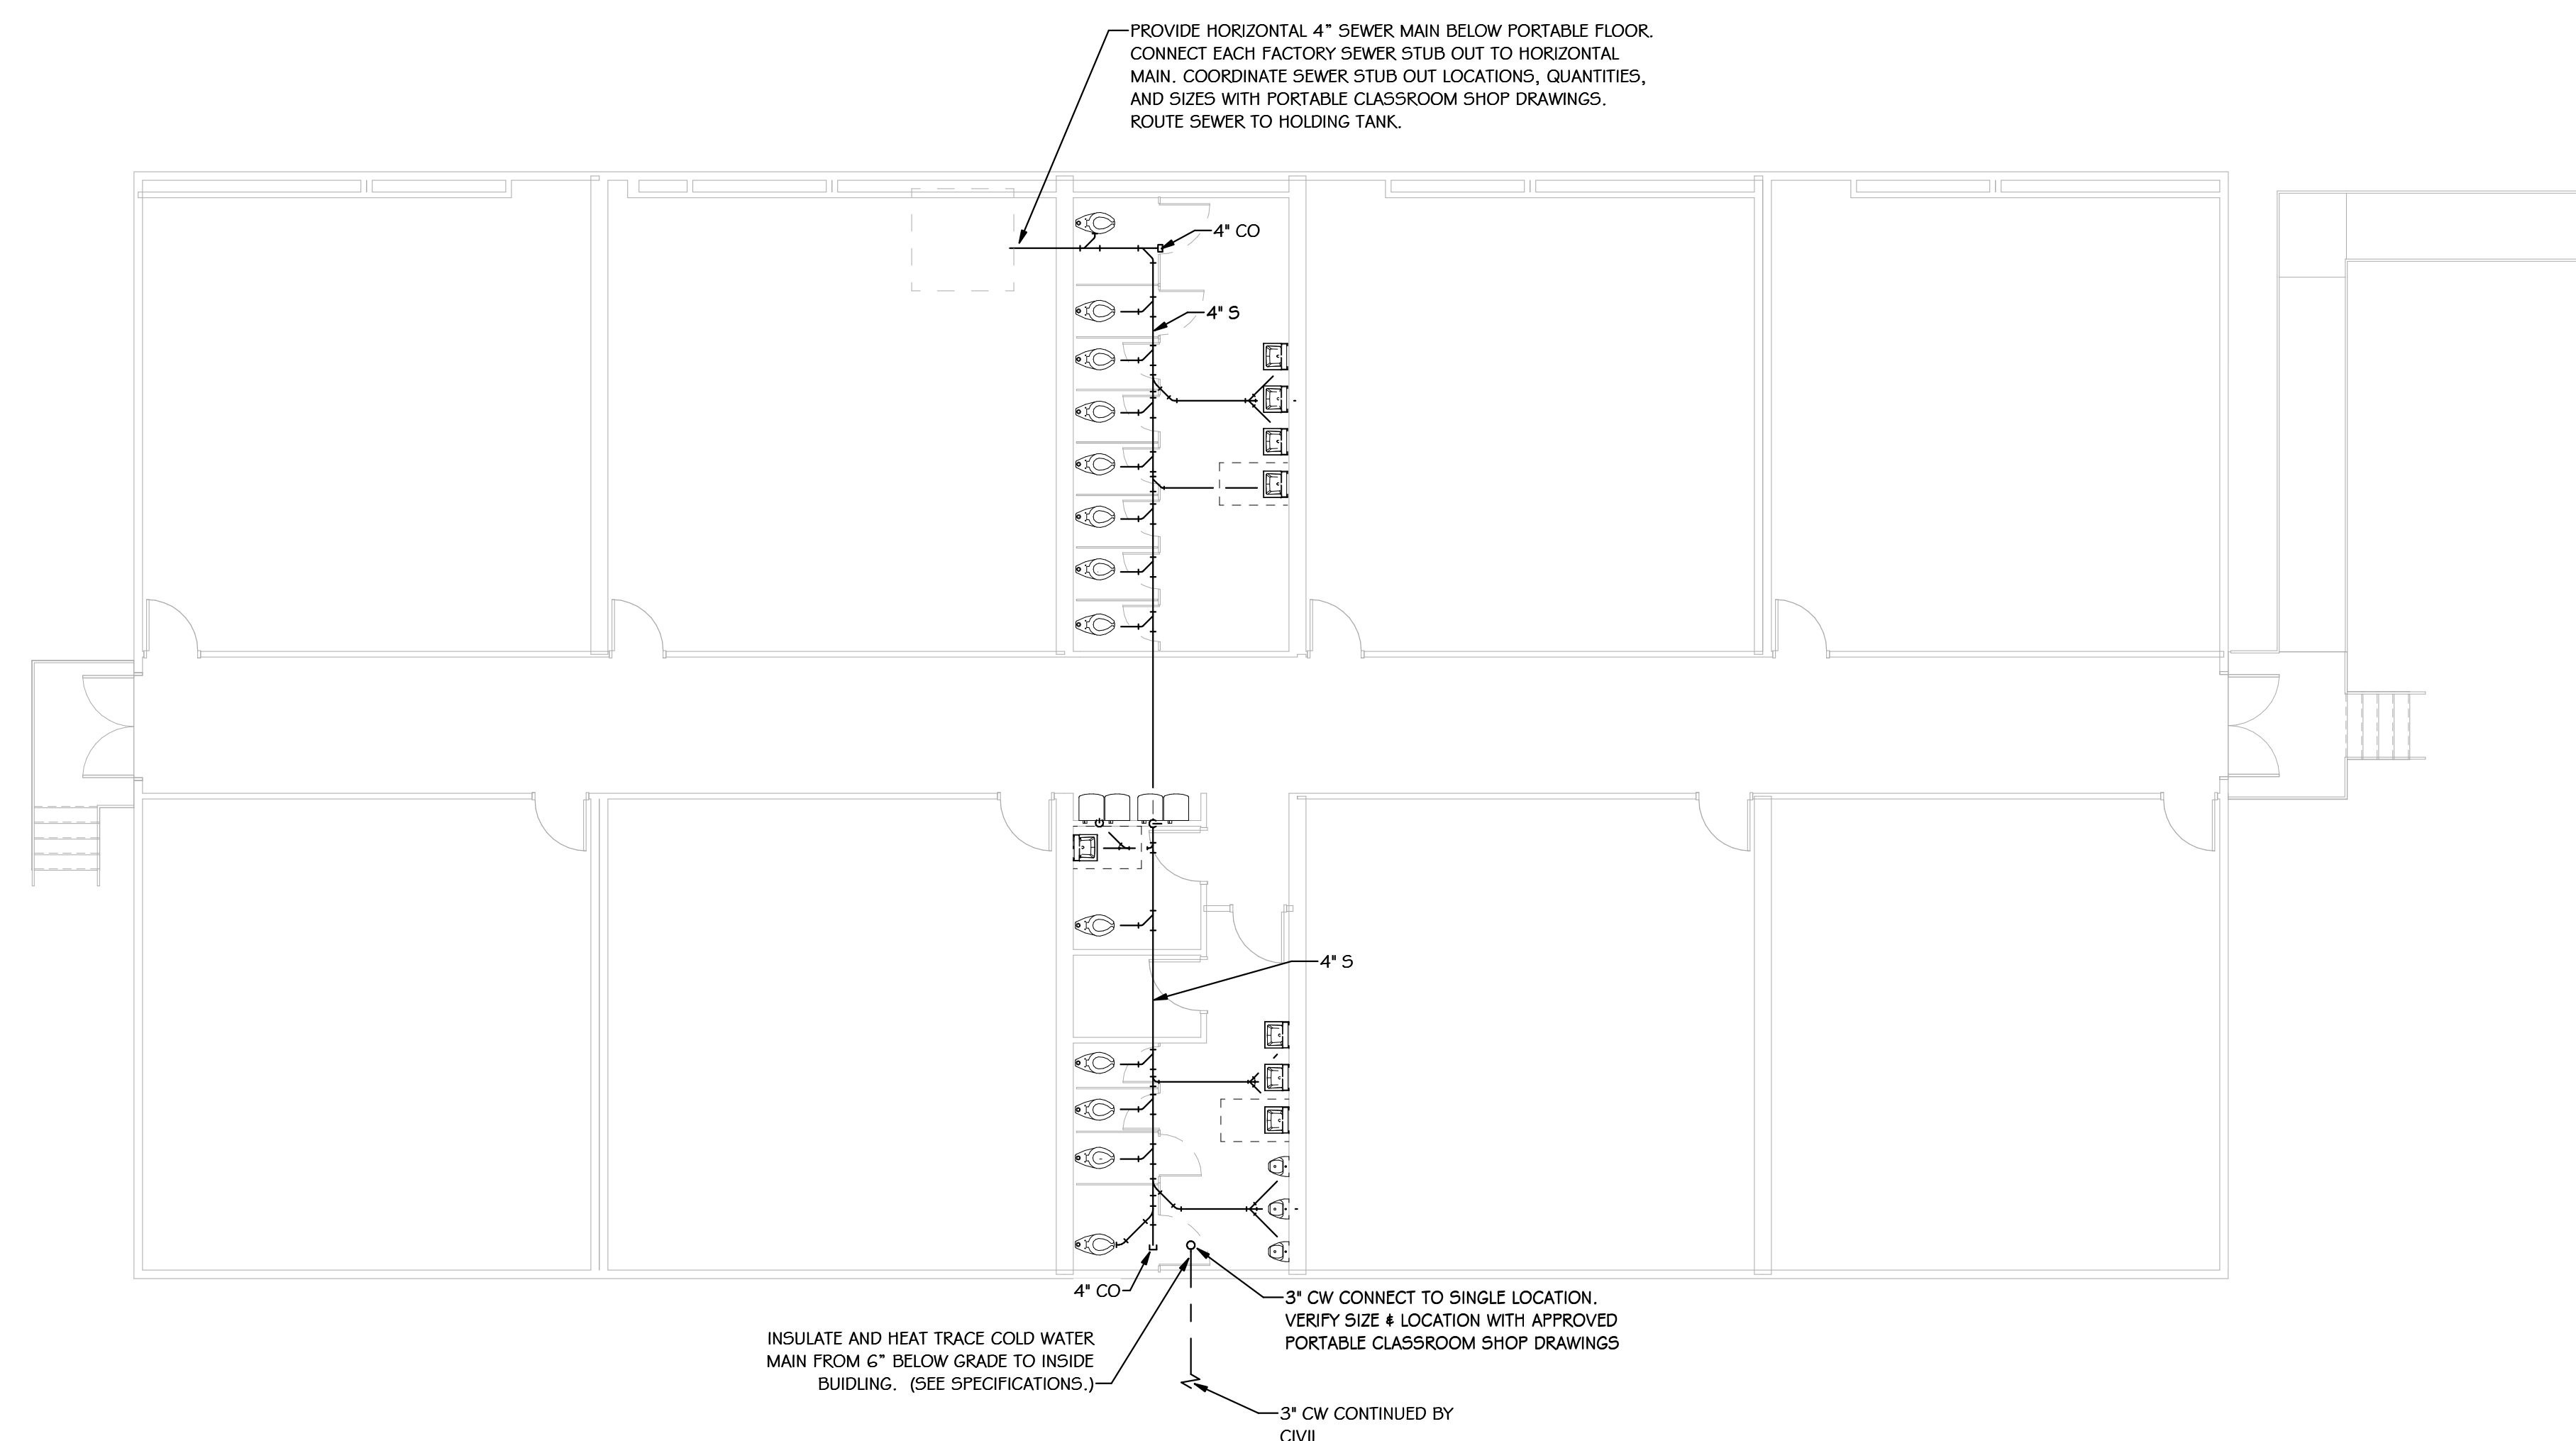 PROVIDE HORIZONTAL 4” SEWER MAIN BELOW PORTABLE FLOOR.
CONNECT EACH FACTORY SEWER STUB OUT TO HORIZONTAL
MAIN. COORDINATE SEWER STUB OUT LOCATIONS, QUANTITIES,
AND SIZES WITH PORTABLE CLASSROOM SHOP DRAWINGS.
ROUTE SEWER TO HOLDING TANK.
4" CO
4" S
4" S
4" CO
3" CW CONNECT TO SINGLE LOCATION.
VERIFY SIZE & LOCATION WITH APPROVED
PORTABLE CLASSROOM SHOP DRAWINGS
INSULATE AND HEAT TRACE COLD WATER
MAIN FROM 6” BELOW GRADE TO INSIDE
BUIDLING. (SEE SPECIFICATIONS.)
3" CW CONTINUED BY
CIVIL